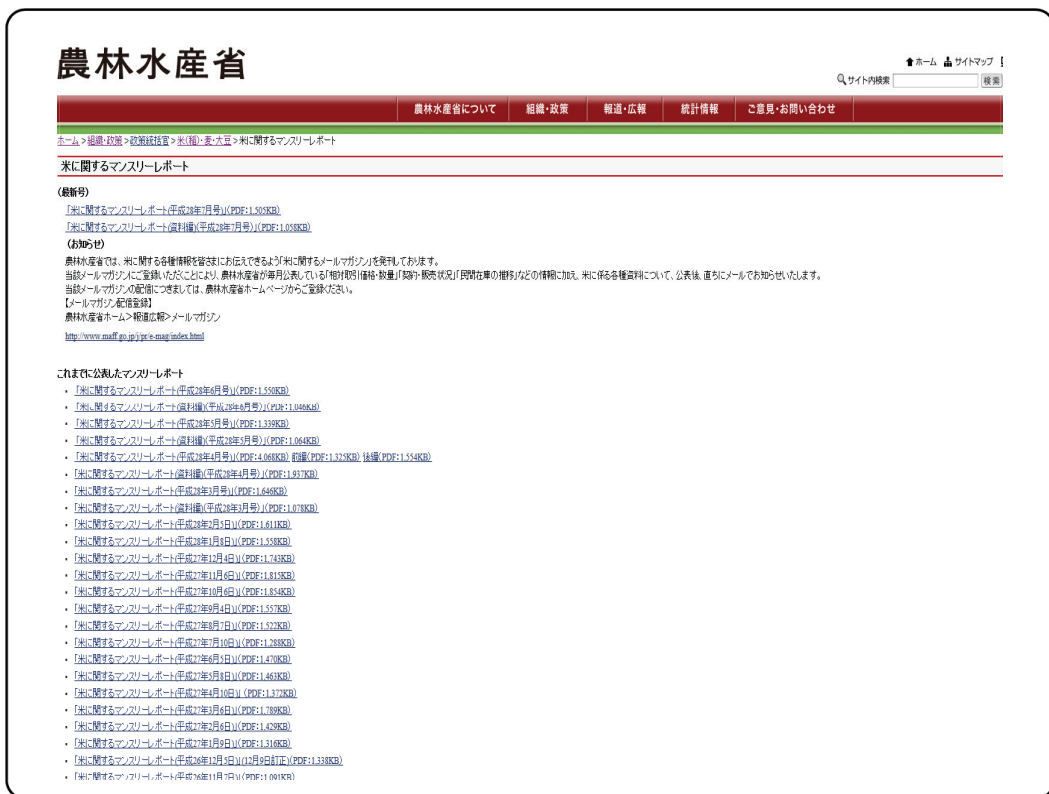 農林水産省
ホーム サイトマップ
サイト内検索 検索
農林水産省について 組織・政策 報道・広報 統計情報 ご意見・お問い合わせ
ホーム>組織・政策>政策統括官>米(稲)・麦・大豆>米に関するマンスリーレポート
米に関するマンスリーレポート
(最新号)
「米に関するマンスリーレポート(平成28年7月号)」(PDF:1,505KB)
「米に関するマンスリーレポート(資料編)(平成28年7月号)」(PDF:1,058KB)
(お知らせ)
農林水産省では、米に関する各種情報を皆さまにお伝えできるよう「米に関するメールマガジン」を発刊しております。
当該メールマガジンにご登録いただくことにより、農林水産省が毎月公表している「相対取引価格・数量」「契約・販売状況」「民間在庫の推移」などの情報に加え、米に係る各種資料について、公表後、直ちにメールでお知らせいたします。
当該メールマガジンの配信につきましては、農林水産省ホームページからご登録ください。
【メールマガジン配信登録】
農林水産省ホーム>報道広報>メールマガジン
http://www.maff.go.jp/j/pr/e-mag/index.html
これまでに公表したマンスリーレポート
・「米に関するマンスリーレポート(平成28年6月号)」(PDF:1,550KB)
・「米に関するマンスリーレポート(資料編)(平成28年6月号)」(PDF:1,046KB)
・「米に関するマンスリーレポート(平成28年5月号)」(PDF:1,339KB)
・「米に関するマンスリーレポート(資料編)(平成28年5月号)」(PDF:1,064KB)
・「米に関するマンスリーレポート(平成28年4月号)」(PDF:4,068KB) 前編(PDF:1,325KB) 後編(PDF:1,554KB)
・「米に関するマンスリーレポート(資料編)(平成28年4月号)」(PDF:1,937KB)
・「米に関するマンスリーレポート(平成28年3月号)」(PDF:1,646KB)
・「米に関するマンスリーレポート(資料編)(平成28年3月号)」(PDF:1,078KB)
・「米に関するマンスリーレポート(平成28年2月5日)」(PDF:1,611KB)
・「米に関するマンスリーレポート(平成28年1月8日)」(PDF:1,558KB)
・「米に関するマンスリーレポート(平成27年12月4日)」(PDF:1,743KB)
・「米に関するマンスリーレポート(平成27年11月6日)」(PDF:1,815KB)
・「米に関するマンスリーレポート(平成27年10月6日)」(PDF:1,854KB)
・「米に関するマンスリーレポート(平成27年9月4日)」(PDF:1,557KB)
・「米に関するマンスリーレポート(平成27年8月7日)」(PDF:1,522KB)
・「米に関するマンスリーレポート(平成27年7月10日)」(PDF:1,288KB)
・「米に関するマンスリーレポート(平成27年6月5日)」(PDF:1,470KB)
・「米に関するマンスリーレポート(平成27年5月8日)」(PDF:1,463KB)
・「米に関するマンスリーレポート(平成27年4月10日)」 (PDF:1,372KB)
・「米に関するマンスリーレポート(平成27年3月6日)」(PDF:1,789KB)
・「米に関するマンスリーレポート(平成27年2月6日)」(PDF:1,429KB)
・「米に関するマンスリーレポート(平成27年1月9日)」(PDF:1,316KB)
・「米に関するマンスリーレポート(平成26年12月5日)」(12月9日訂正)(PDF:1,338KB)
・「米に関するマンスリーレポート(平成26年11月7日)」(PDF:1,091KB)